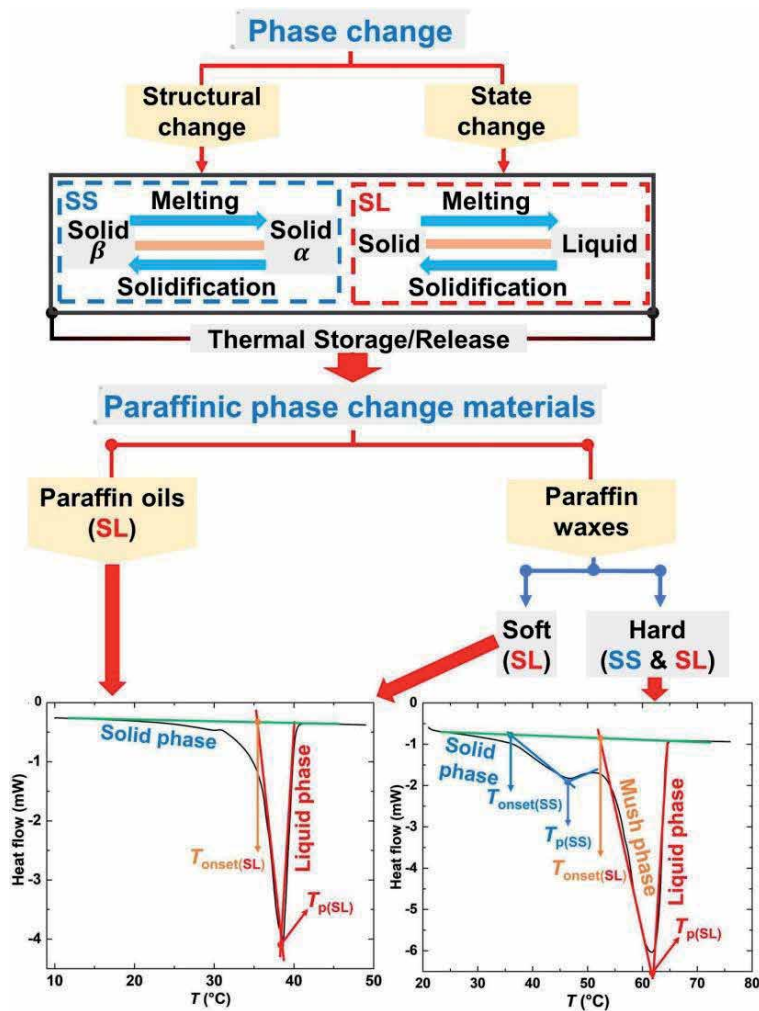 Phase change
Structural
change
State
change
SS
Melting
Solid
β
Solid
α
Solidification
SL
Melting
Solid
Liquid
Solidification
Thermal Storage/Release
Paraffinic phase change materials
Paraffin oils
(SL)
Paraffin
waxes
Soft
(SL)
Hard
(SS & SL)
0
-1
-2
-3
-4
Heat flow (mW)
Solid phase
Liquid phase
Tonset(SL)
Tp(SL)
10
20
30
40
50
T (°C)
0
-1
-2
-3
-4
-5
-6
Heat flow (mW)
Solid
phase
Tonset(SS)
Tp(SS)
Tonset(SL)
Mush phase
Liquid phase
Tp(SL)
20
30
40
50
60
70
80
T (°C)